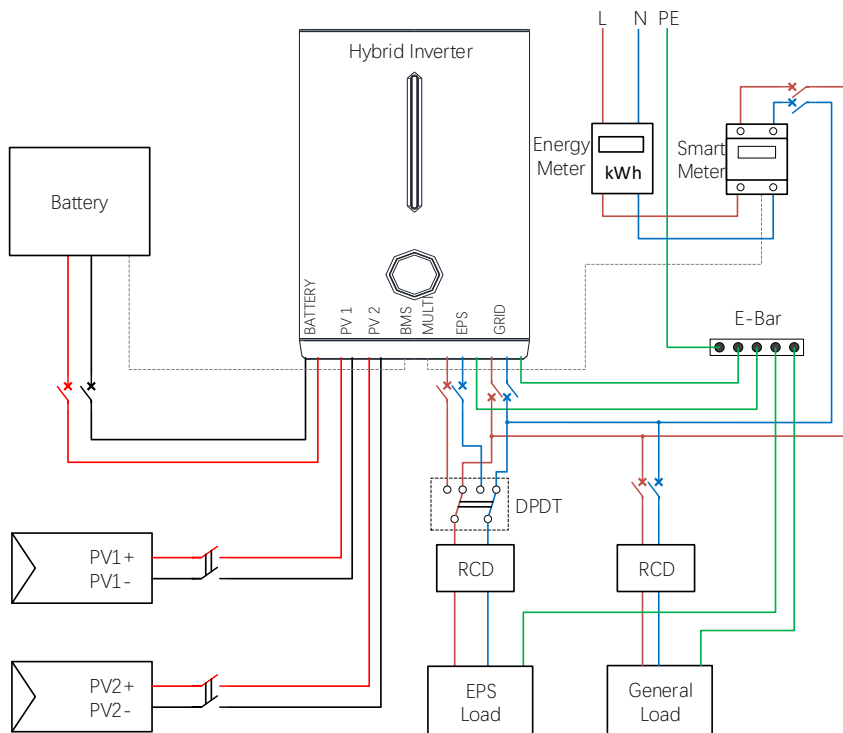 L N PE
Hybrid Inverter
Energy
Meter
kWh
Smart
Meter
Battery
BATTERY
PV 1
PV 2
BMS
MULTI
EPS
GRID
E-Bar
DPDT
PV1+
PV1-
RCD
RCD
PV2+
PV2-
EPS
Load
General
Load